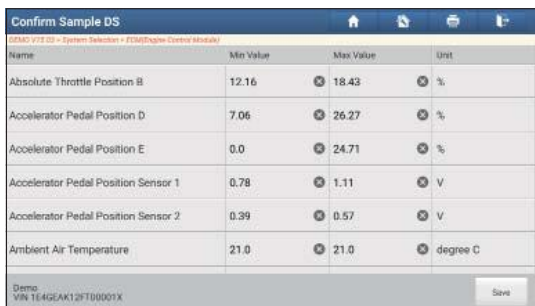 Confirm Sample DS
DEMO V15.03 > System Selection > ECM(Engine Control Module)
Name Min Value Max Value Unit
Absolute Throttle Position B 12.16 18.43 %
Accelerator Pedal Position D 7.06 26.27 %
Accelerator Pedal Position E 0.0 24.71 %
Accelerator Pedal Position Sensor 1 0.78 1.11 V
Accelerator Pedal Position Sensor 2 0.39 0.57 V
Ambient Air Temperature 21.0 21.0 degree C
Demo
VIN 1E4GEAK12FT00001X
Save